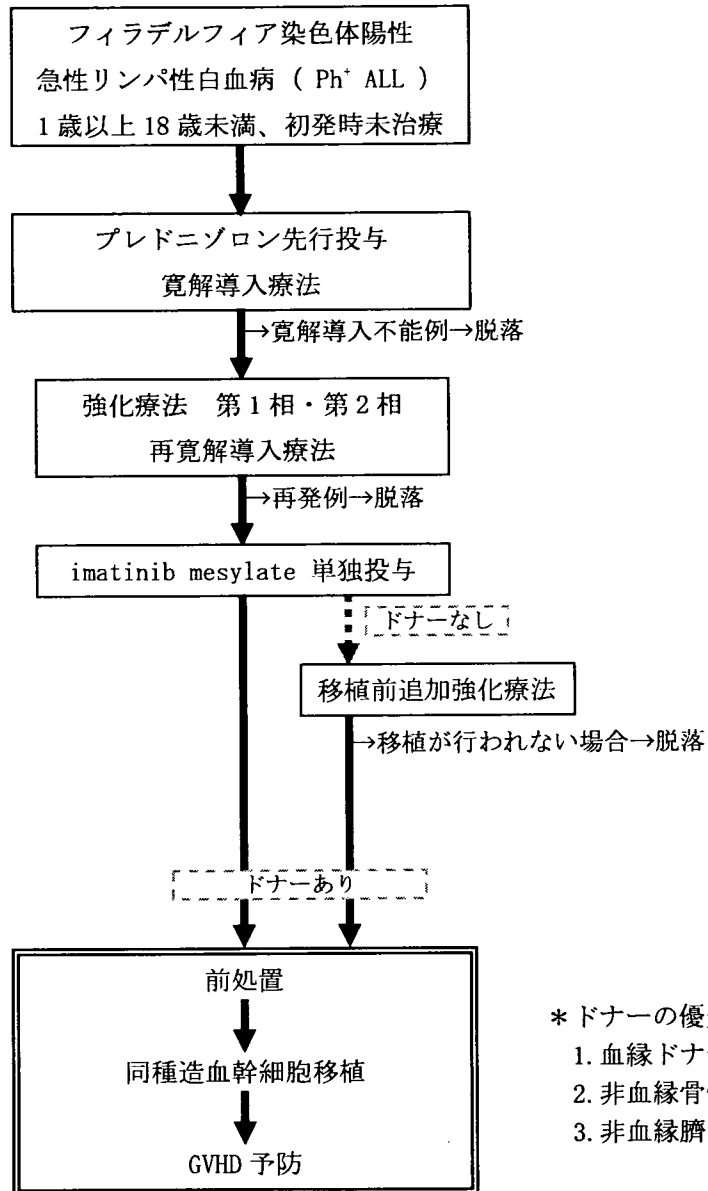 フィラデルフィア染色体陽性
急性リンパ性白血病 ( Ph⁺ ALL )
1歳以上18歳未満、初発時未治療
プレドニゾロン先行投与
寛解導入療法
→寛解導入不能例→脱落
強化療法 第1相・第2相
再寛解導入療法
→再発例→脱落
imatinib mesylate 単独投与
ドナーなし
移植前追加強化療法
→移植が行われない場合→脱落
ドナーあり
前処置
同種造血幹細胞移植
GVHD 予防
*ドナーの優
1. 血縁ドナ
2. 非血縁骨
3. 非血縁臍